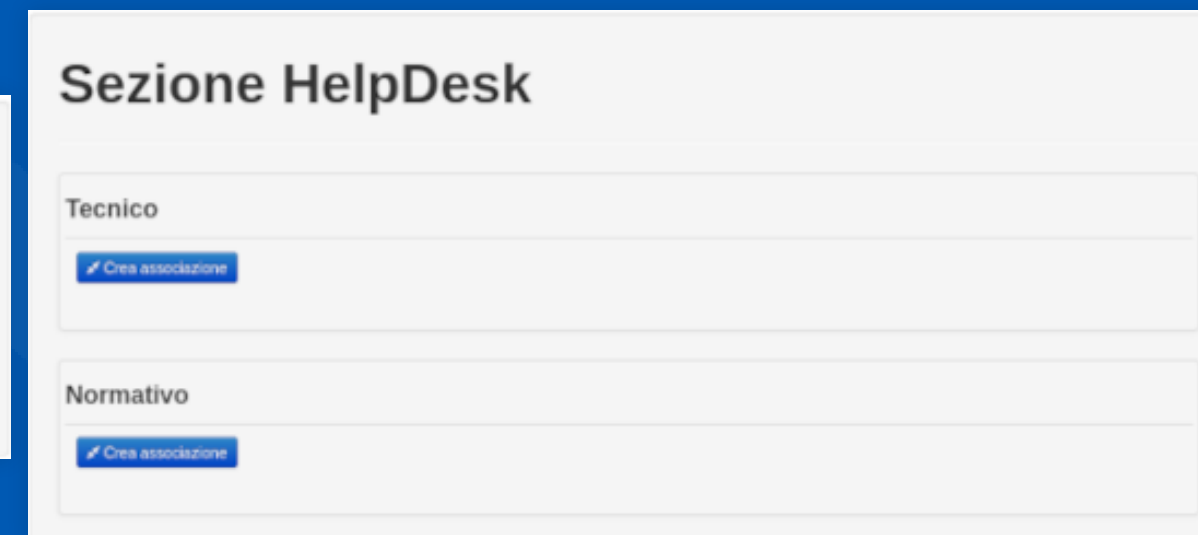 Sezione HelpDesk
Tecnico
Crea associazione
Normativo
Crea associazione